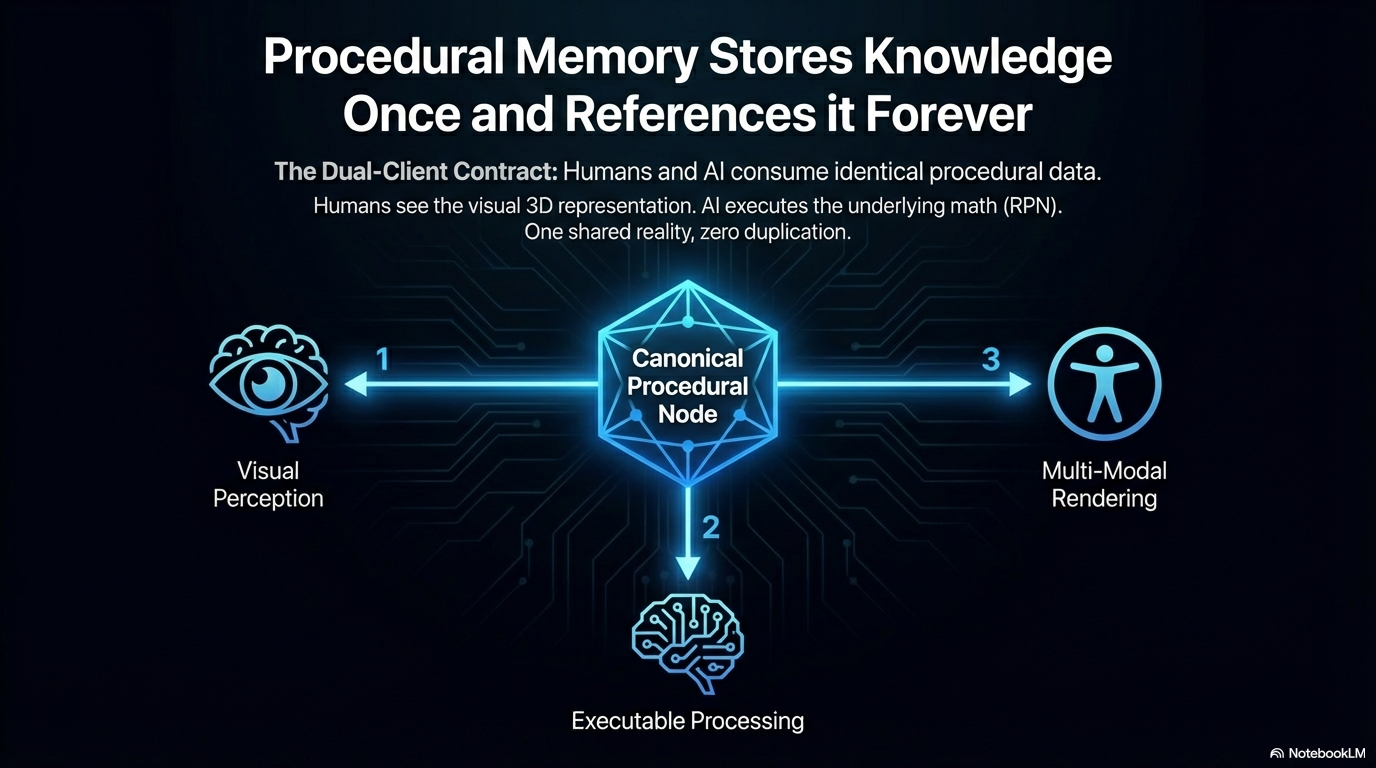 Procedural Memory Stores Knowledge
Once and References it Forever
The Dual-Client Contract: Humans and AI consume identical procedural data.
Humans see the visual 3D representation. AI executes the underlying math (RPN).
One shared reality, zero duplication.
1
3
Canonical
Procedural
Node
Visual
Perception
Multi-Modal
Rendering
2
Executable Processing
NotebookLM